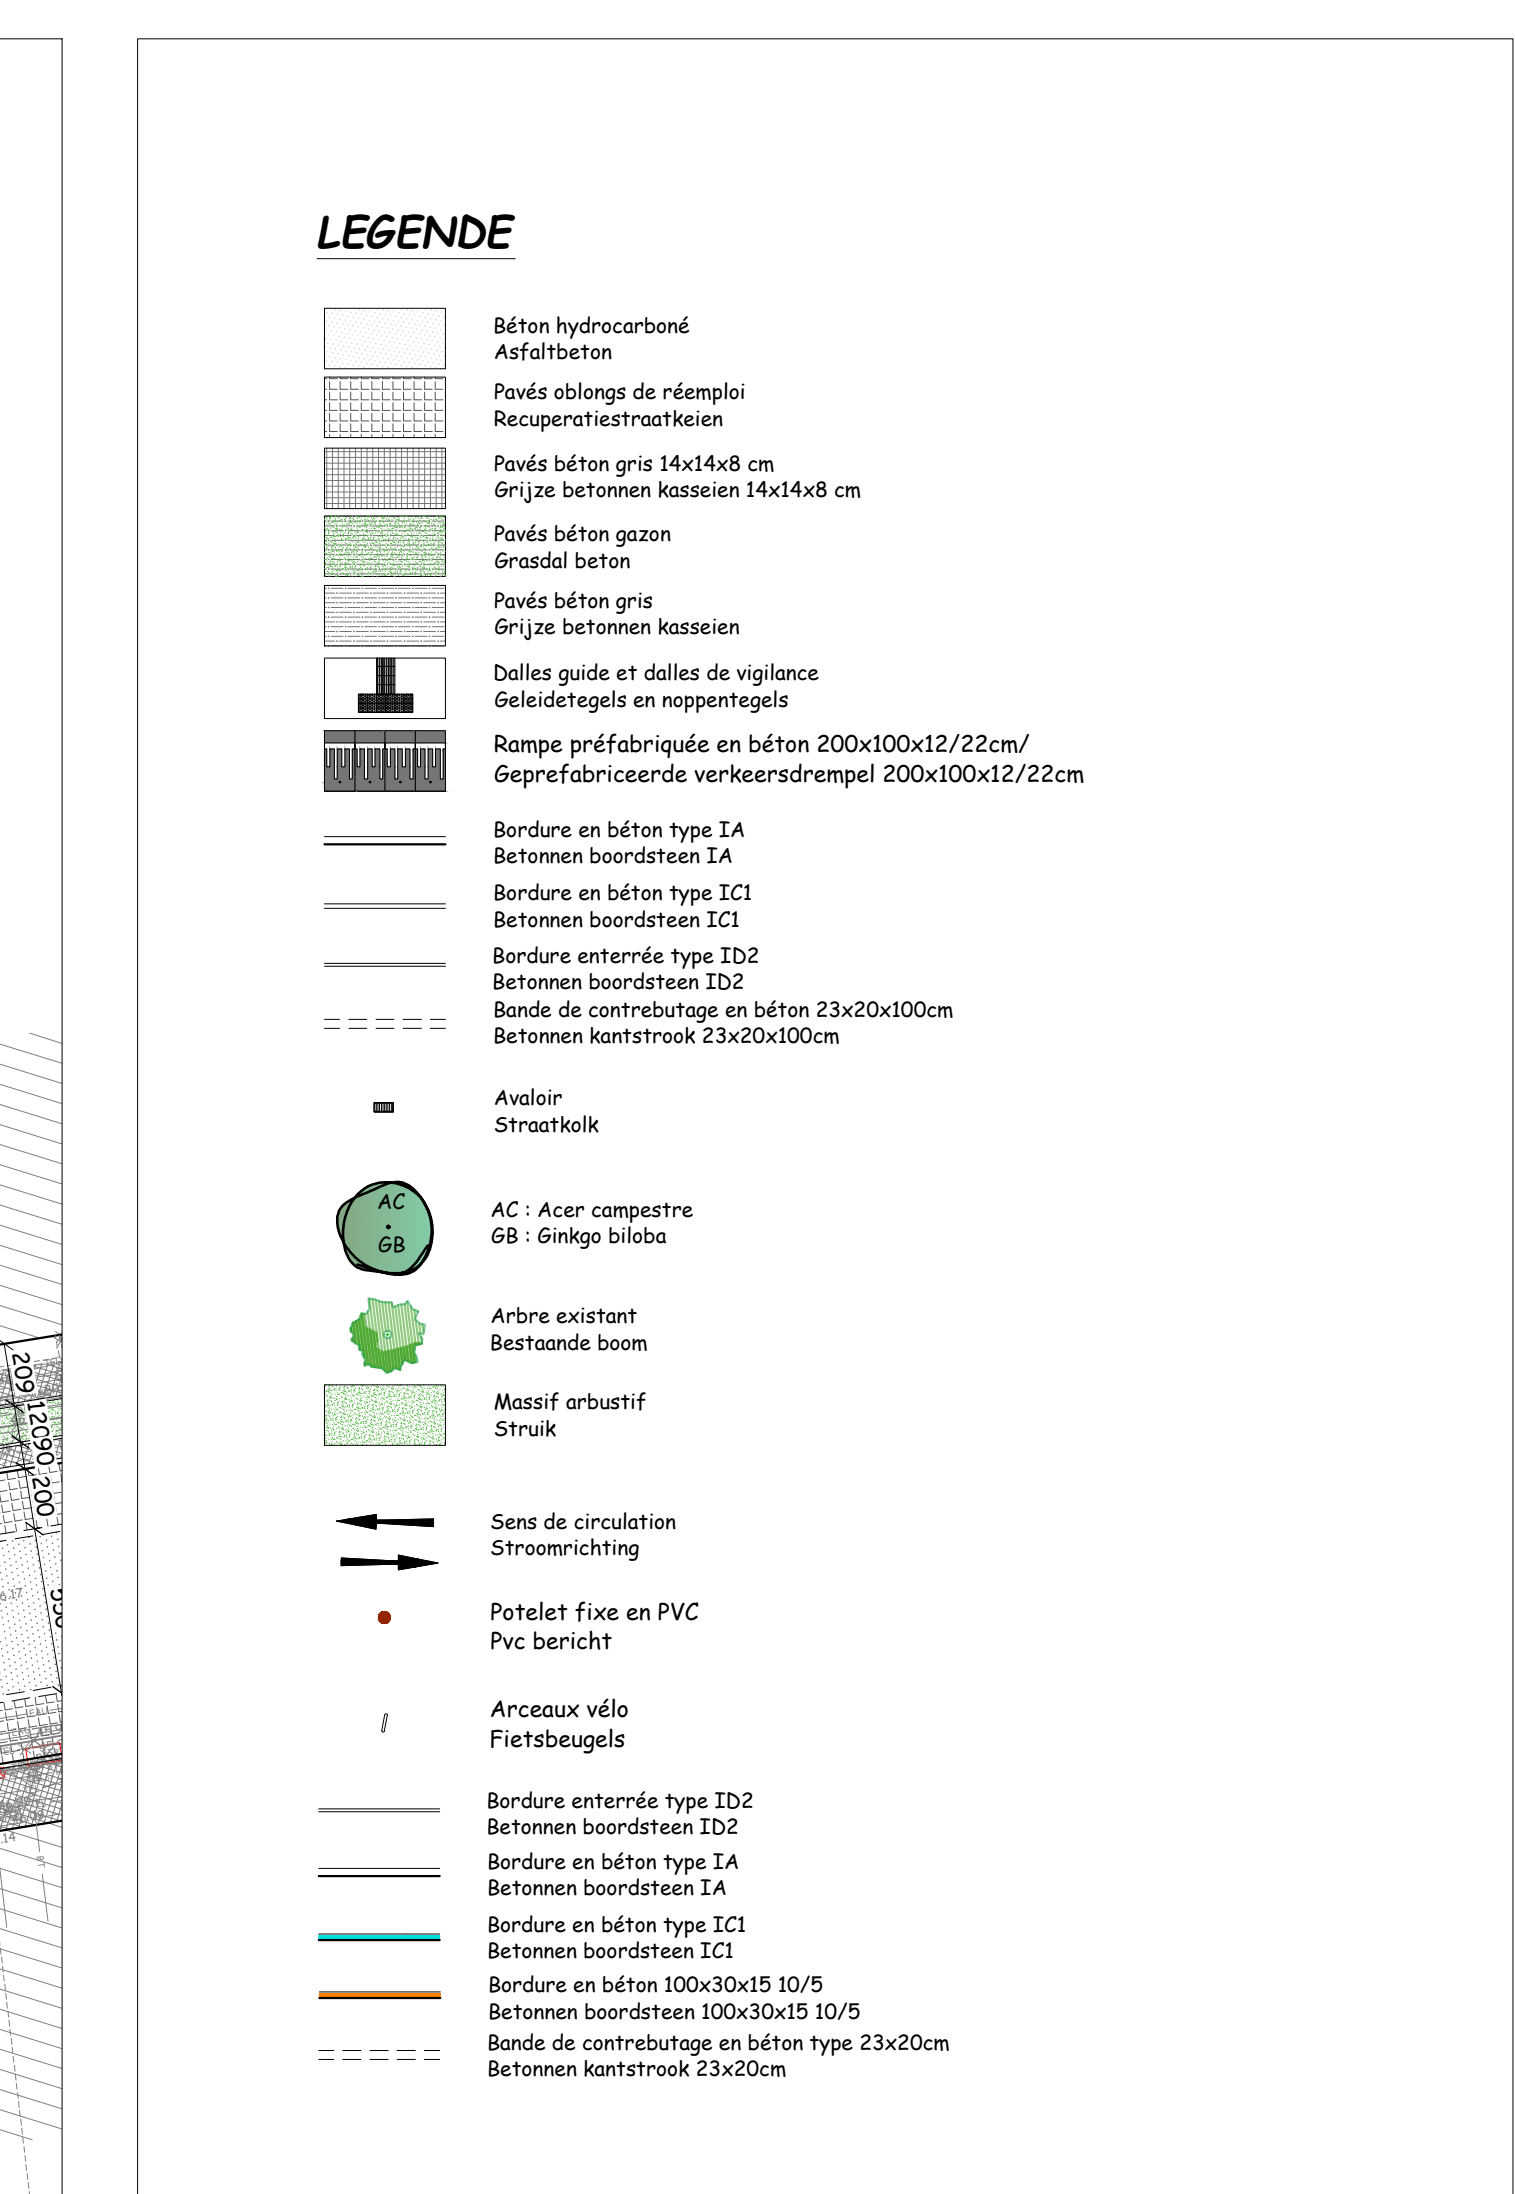 LEGENDE
Béton hydrocarboné
Asfaltbeton
Pavés oblongs de réemploi
Recuperatiestraatkeien
Pavés béton gris 14x14x8 cm
Grijze betonnen kasseien 14x14x8 cm
Pavés béton gazon
Grasdal beton
Pavés béton gris
Grijze betonnen kasseien
Dalles guide et dalles de vigilance
Geleidetegels en noppentegels
Rampe préfabriquée en béton 200x100x12/22cm/
Geprefabriceerde verkeersdrempel 200x100x12/22cm
Bordure en béton type IA
Betonnen boordsteen IA
Bordure en béton type IC1
Betonnen boordsteen IC1
Bordure enterrée type ID2
Betonnen boordsteen ID2
Bande de contrebutage en béton 23x20x100cm
Betonnen kantstrook 23x20x100cm
Avaloir
Straatkolk
AC
GB
AC : Acer campestre
GB : Ginkgo biloba
Arbre existant
Bestaande boom
Massif arbustif
Struik
Sens de circulation
Stroomrichting
Potelet fixe en PVC
Pvc bericht
Arceaux vélo
Fietsbeugels
Bordure enterrée type ID2
Betonnen boordsteen ID2
Bordure en béton type IA
Betonnen boordsteen IA
Bordure en béton type IC1
Betonnen boordsteen IC1
Bordure en béton 100x30x15 10/5
Betonnen boordsteen 100x30x15 10/5
Bande de contrebutage en béton type 23x20cm
Betonnen kantstrook 23x20cm
209
120
90
200
6.17
EAU
.14
BT